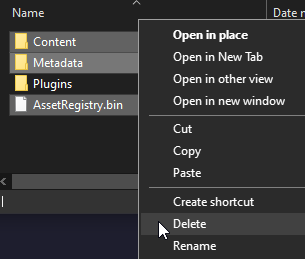 Name
Date n
Content
Metadata
Plugins
AssetRegistry.bin
Open in place
Open in New Tab
Open in other view
Open in new window
Cut
Copy
Paste
Create shortcut
Delete
Rename